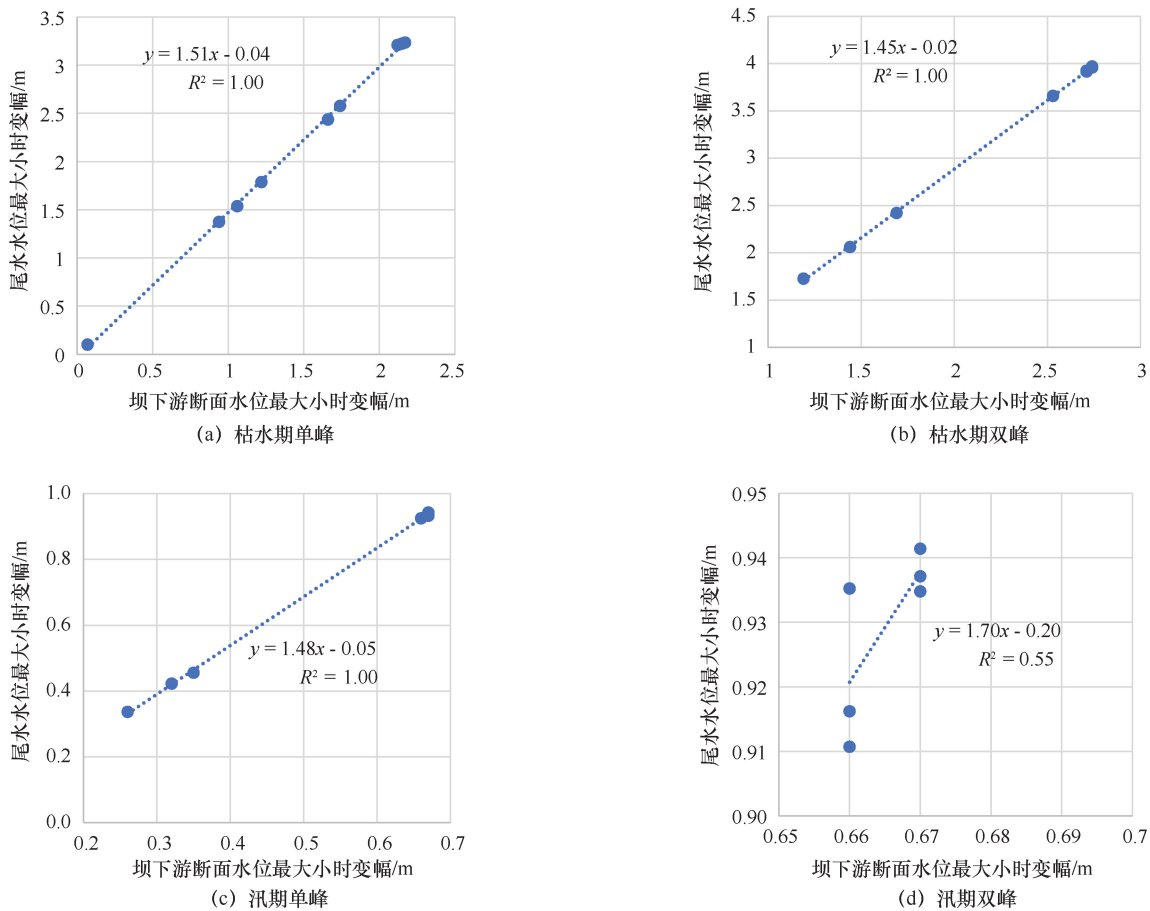 尾水水位最大小时变幅/m
3.5
3
2.5
2
1.5
1
0.5
0
y = 1.51x - 0.04
R² = 1.00
0 0.5 1 1.5 2 2.5
坝下游断面水位最大小时变幅/m
(a) 枯水期单峰
尾水水位最大小时变幅/m
4.5
4
3.5
3
2.5
2
1.5
1
y = 1.45x - 0.02
R² = 1.00
1 1.5 2 2.5 3
坝下游断面水位最大小时变幅/m
(b) 枯水期双峰
尾水水位最大小时变幅/m
1.0
0.8
0.6
0.4
0.2
0.0
y = 1.48x - 0.05
R² = 1.00
0.2 0.3 0.4 0.5 0.6 0.7
坝下游断面水位最大小时变幅/m
(c) 汛期单峰
尾水水位最大小时变幅/m
0.95
0.94
0.93
0.92
0.91
0.90
y = 1.70x - 0.20
R² = 0.55
0.65 0.66 0.67 0.68 0.69 0.7
坝下游断面水位最大小时变幅/m
(d) 汛期双峰